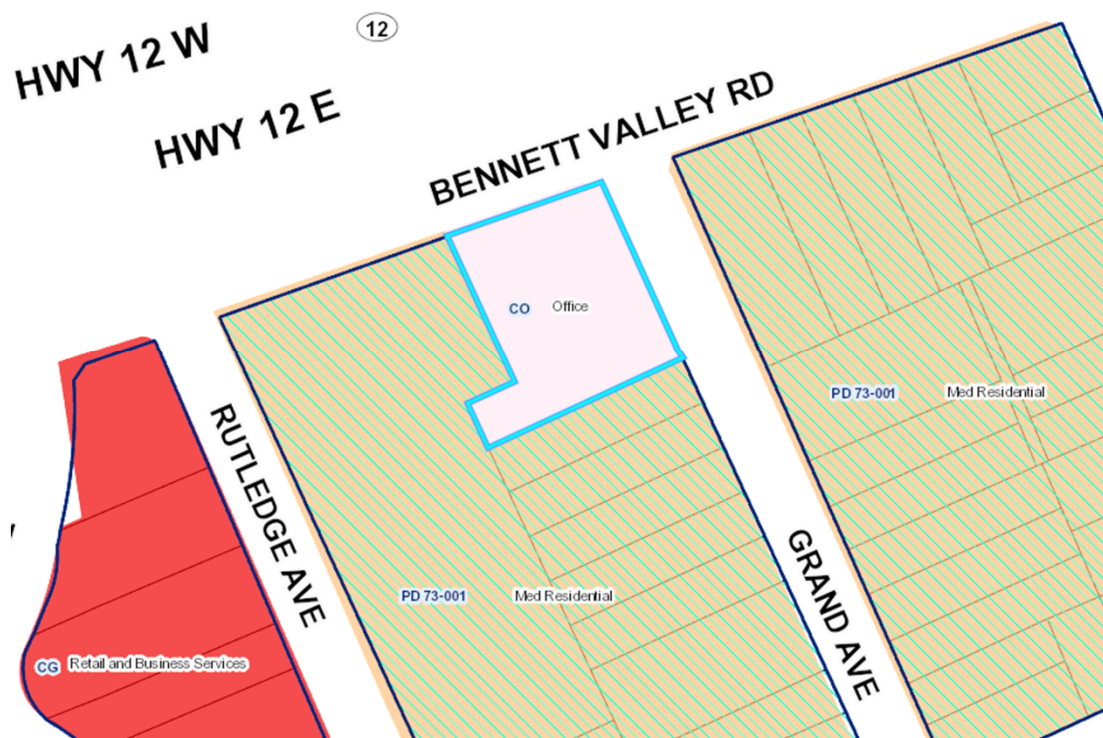 12
HWY 12 W
HWY 12 E
BENNETT VALLEY RD
CO Office
PD 73-001 Med Residential
RUTLEDGE AVE
GRAND AVE
PD 73-001 Med Residential
CG Retail and Business Services